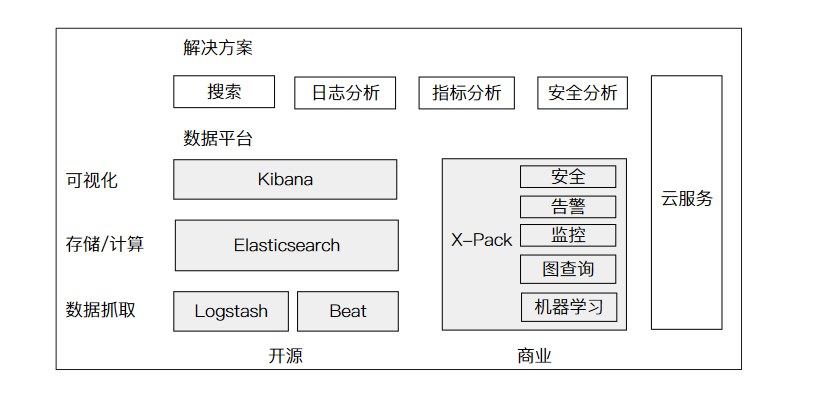 解决方案
搜索
日志分析
指标分析
安全分析
云服务
数据平台
可视化
Kibana
存储/计算
Elasticsearch
数据抓取
Logstash
Beat
X-Pack
安全
告警
监控
图查询
机器学习
开源
商业